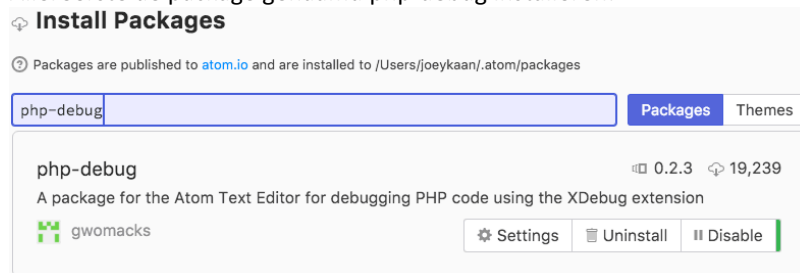 Install Packages
Packages are published to atom.io and are installed to /Users/joeykaan/.atom/packages
php-debug
Packages Themes
php-debug 0.2.3 19,239
A package for the Atom Text Editor for debugging PHP code using the XDebug extension
gwomacks
Settings Uninstall Disable